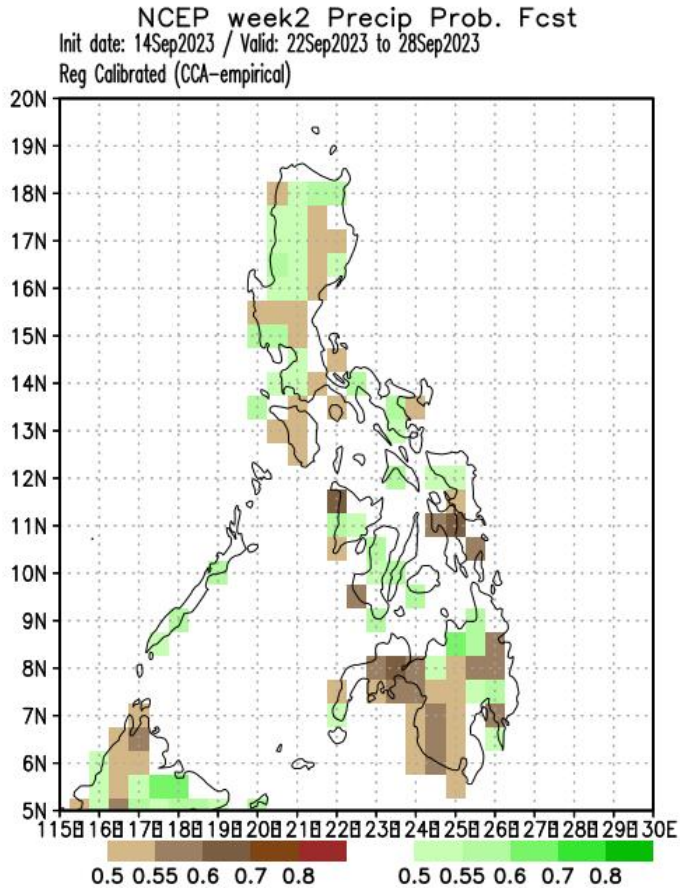 NCEP week2 Precip Prob. Fcst
Init date: 14Sep2023 / Valid: 22Sep2023 to 28Sep2023
Reg Calibrated (CCA-empirical)
20N
19N
18N
17N
16N
15N
14N
13N
12N
11N
10N
9N
8N
7N
6N
5N
130E
0.5 0.55 0.6 0.7 0.8 0.5 0.55 0.6 0.7 0.8